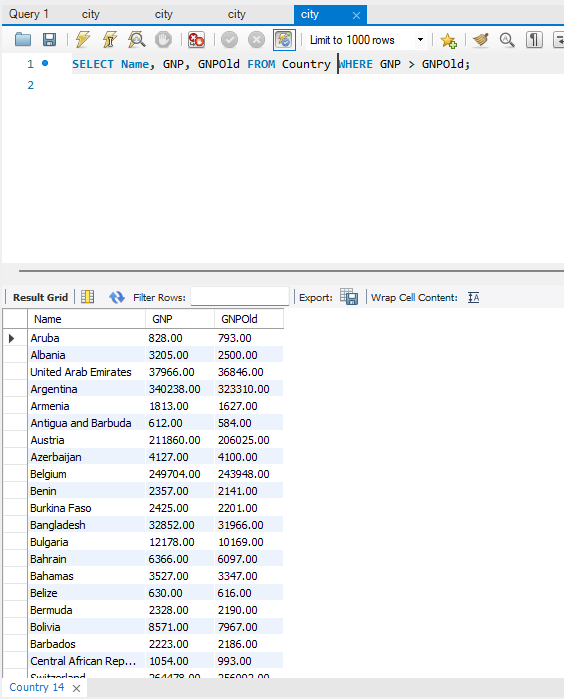 Query 1 city city city city
Limit to 1000 rows
1 SELECT Name, GNP, GNPOld FROM Country WHERE GNP > GNPOld;
2
Result Grid Filter Rows: Export: Wrap Cell Content:
Name GNP GNPOld
Aruba 828.00 793.00
Albania 3205.00 2500.00
United Arab Emirates 37966.00 36846.00
Argentina 340238.00 323310.00
Armenia 1813.00 1627.00
Antigua and Barbuda 612.00 584.00
Austria 211860.00 206025.00
Azerbaijan 4127.00 4100.00
Belgium 249704.00 243948.00
Benin 2357.00 2141.00
Burkina Faso 2425.00 2201.00
Bangladesh 32852.00 31966.00
Bulgaria 12178.00 10169.00
Bahrain 6366.00 6097.00
Bahamas 3527.00 3347.00
Belize 630.00 616.00
Bermuda 2328.00 2190.00
Bolivia 8571.00 7967.00
Barbados 2223.00 2186.00
Central African Rep... 1054.00 993.00
Switzerland 264478.00 256092.00
Country 14